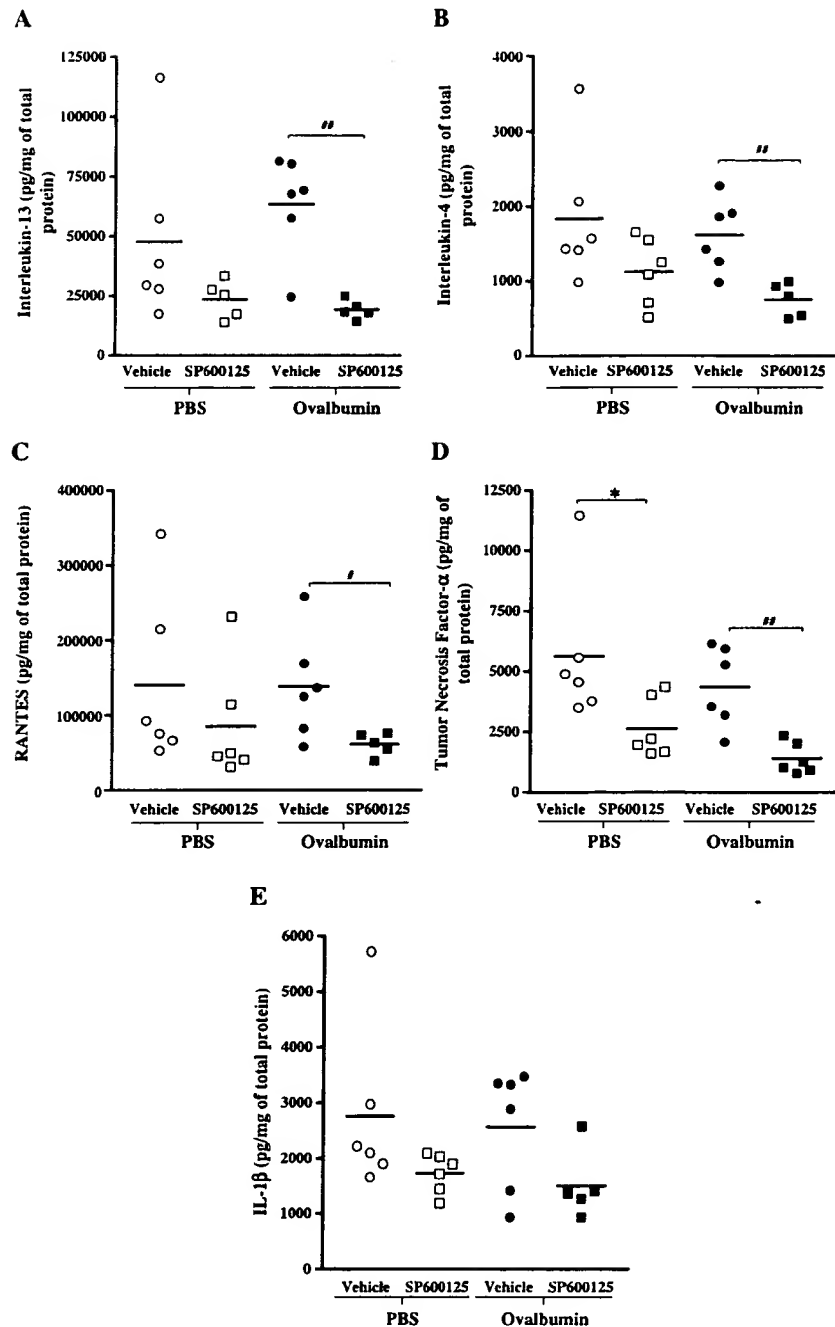 A
Interleukin-13 (pg/mg of total
protein)
125000
100000
75000
50000
25000
0
##
Vehicle SP600125 Vehicle SP600125
PBS Ovalbumin
B
Interleukin-4 (pg/mg of total
protein)
4000
3000
2000
1000
0
##
Vehicle SP600125 Vehicle SP600125
PBS Ovalbumin
C
RANTES (pg/mg of total protein)
400000
300000
200000
100000
0
#
Vehicle SP600125 Vehicle SP600125
PBS Ovalbumin
D
Tumor Necrosis Factor-α (pg/mg of
total protein)
12500
10000
7500
5000
2500
0
*
##
Vehicle SP600125 Vehicle SP600125
PBS Ovalbumin
E
IL-1β (pg/mg of total protein)
6000
5000
4000
3000
2000
1000
0
Vehicle SP600125 Vehicle SP600125
PBS Ovalbumin